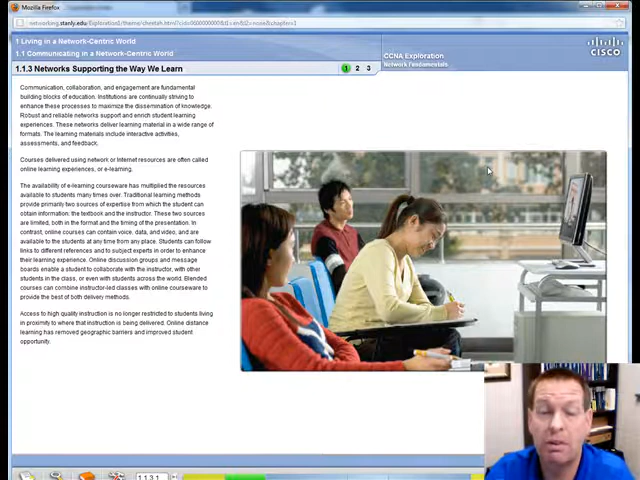 Mozilla Firefox
1 Living in a Network-Centric World
1.1 Communicating in a Network-Centric World
CCNA Exploration
Network Fundamentals
CISCO
1.1.3 Networks Supporting the Way We Learn
1 2 3
Communication, collaboration, and engagement are fundamental
building blocks of education. Institutions are continually striving to
enhance these processes to maximize the dissemination of knowledge.
Robust and reliable networks support and enrich student learning
experiences. These networks deliver learning material in a wide range of
formats. The learning materials include interactive activities,
assessments, and feedback.
Courses delivered using network or Internet resources are often called
online learning experiences, or e-learning.
The availability of e-learning courseware has multiplied the resources
available to students many times over. Traditional learning methods
provide primarily two sources of expertise from which the student can
obtain information: the textbook and the instructor. These two sources
are limited, both in the format and the timing of the presentation. In
contrast, online courses can contain voice, data, and video, and are
available to the students at any time from any place. Students can follow
links to different references and to subject experts in order to enhance
their learning experience. Online discussion groups and message
boards enable a student to collaborate with the instructor, with other
students in the class, or even with students across the world. Blended
courses can combine instructor-led classes with online courseware to
provide the best of both delivery methods.
Access to high quality instruction is no longer restricted to students living
in proximity to where that instruction is being delivered. Online distance
learning has removed geographic barriers and improved student
opportunity.
1.1.3.1